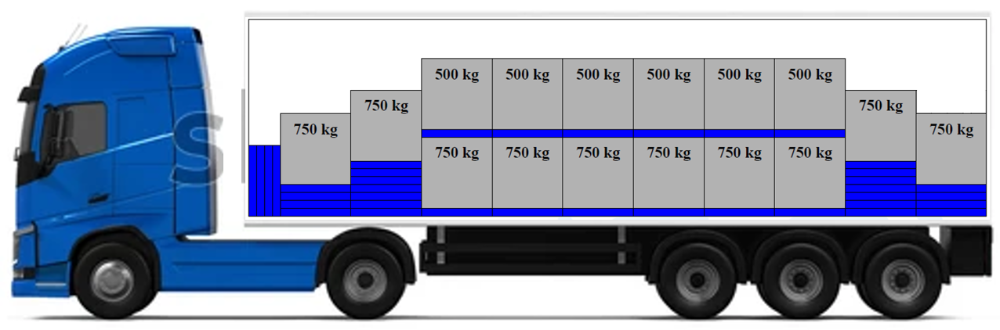 500 kg 500 kg 500 kg 500 kg 500 kg 500 kg
750 kg 750 kg
750 kg 750 kg
750 kg 750 kg 750 kg 750 kg 750 kg 750 kg
S